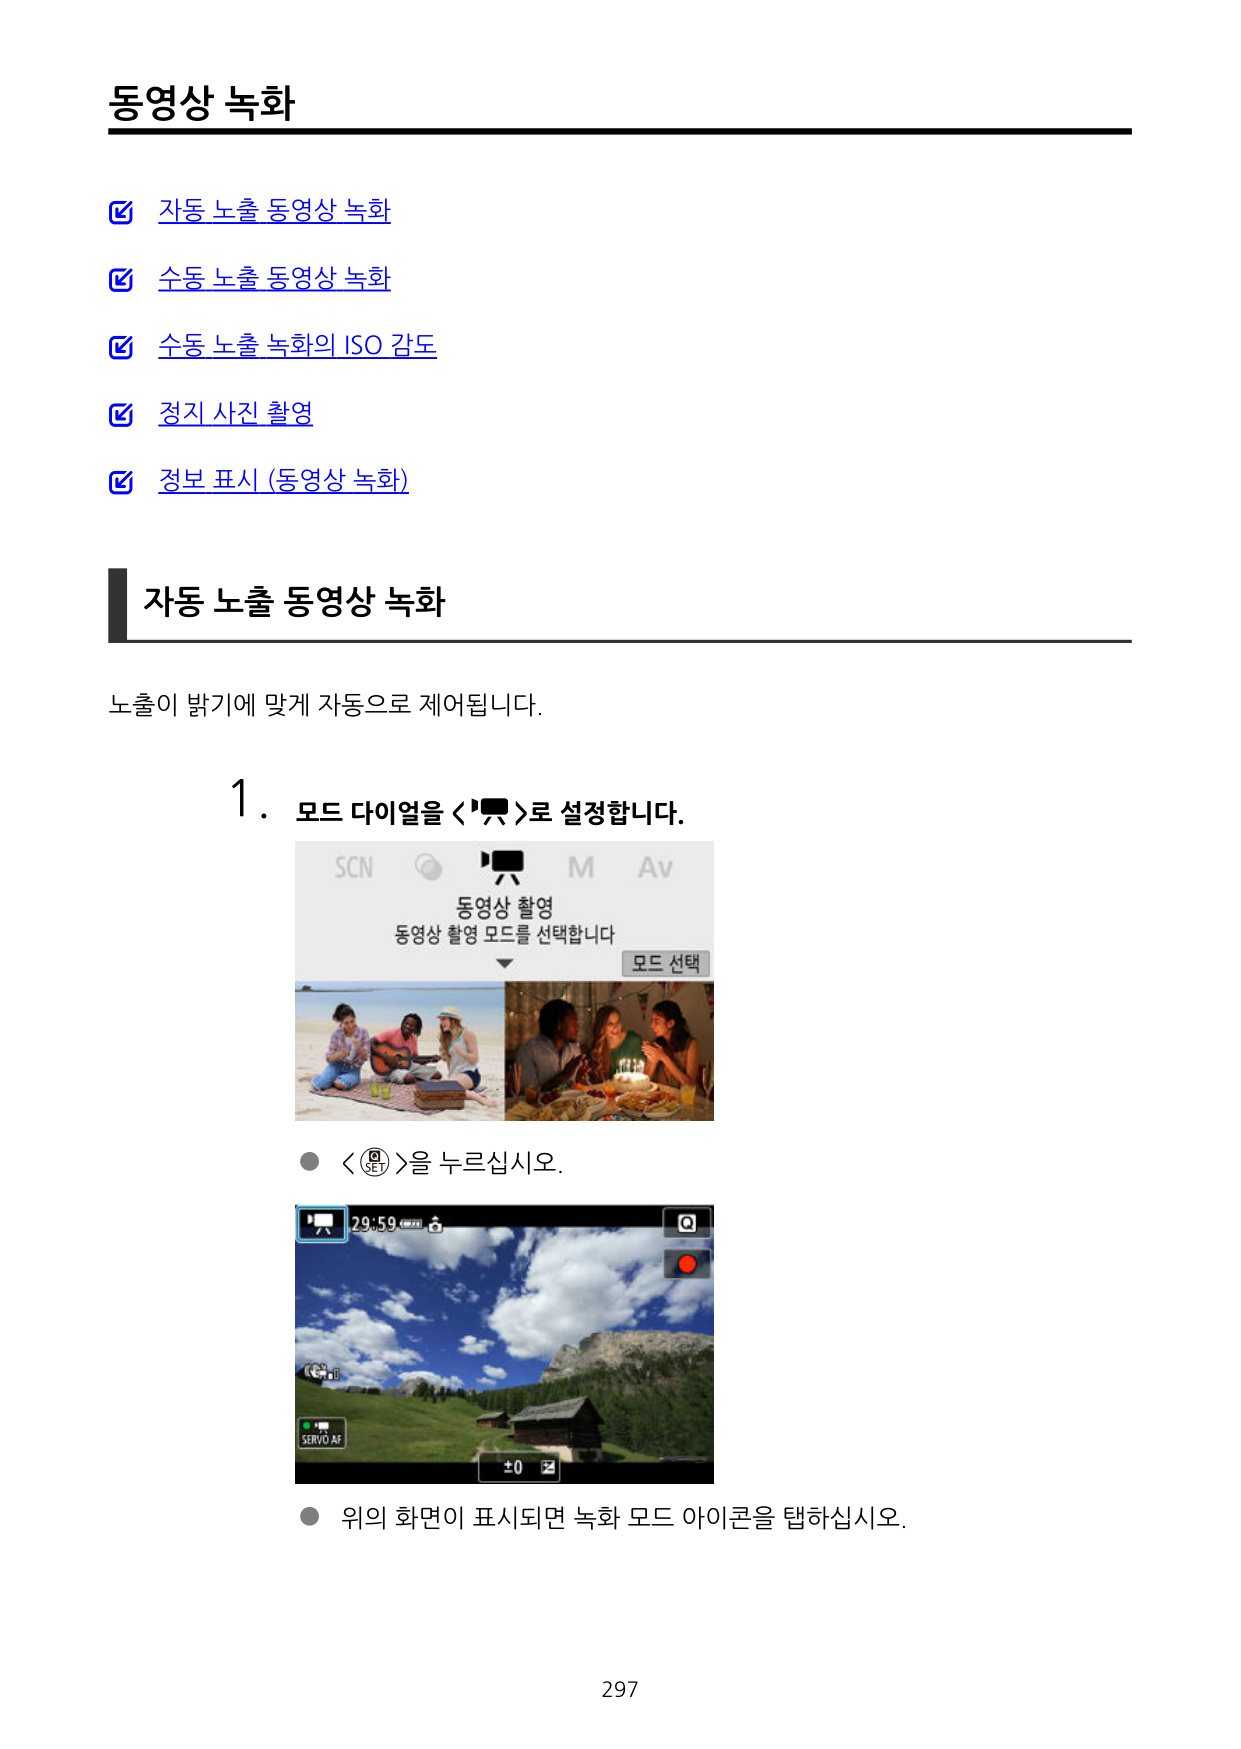 동영상 녹화
자동 노출 동영상 녹화
수동 노출 동영상 녹화
수동 노출 녹화의 ISO 감도
정지 사진 촬영
정보 표시 (동영상 녹화)
자동 노출 동영상 녹화
노출이 밝기에 맞게 자동으로 제어됩니다.
1. 모드 다이얼을 < >로 설정합니다.
SCN M Av
동영상 촬영
동영상 촬영 모드를 선택합니다
모드 선택
< Q SET >을 누르십시오.
29:59 Q
SERVO AF
±0
위의 화면이 표시되면 녹화 모드 아이콘을 탭하십시오.
297